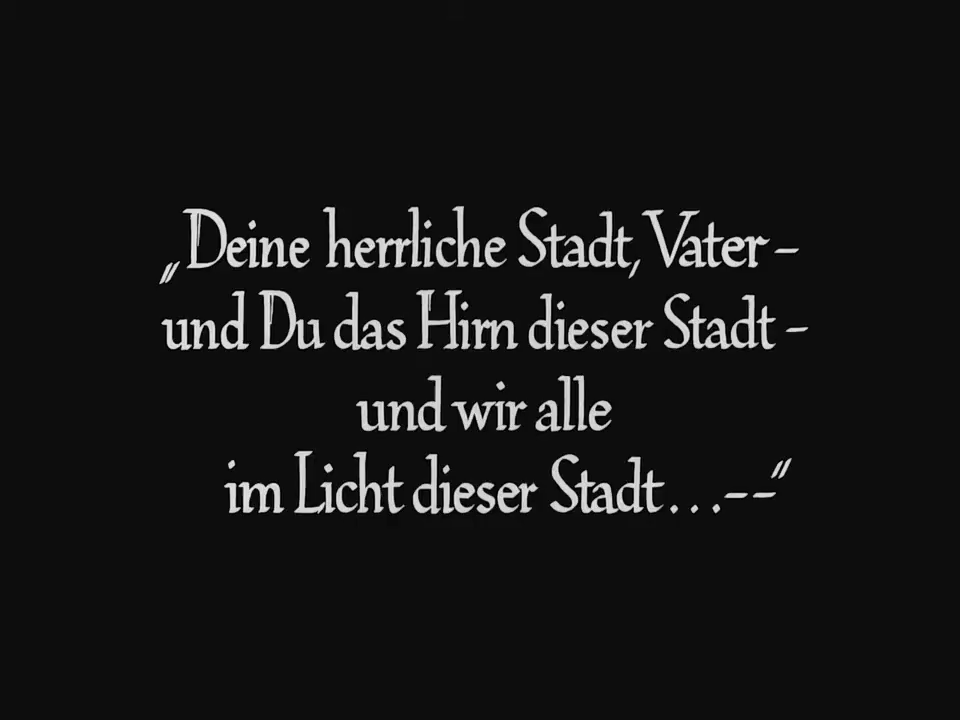 „Deine herrliche Stadt, Vater -
und Du das Hirn dieser Stadt -
und wir alle
im Licht dieser Stadt...--“